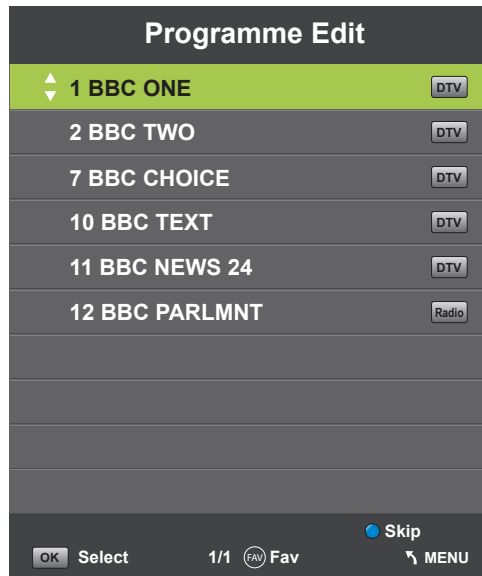 Programme Edit
1 BBC ONE DTV
2 BBC TWO DTV
7 BBC CHOICE DTV
10 BBC TEXT DTV
11 BBC NEWS 24 DTV
12 BBC PARLMNT Radio
Skip
OK Select 1/1 FAV Fav MENU